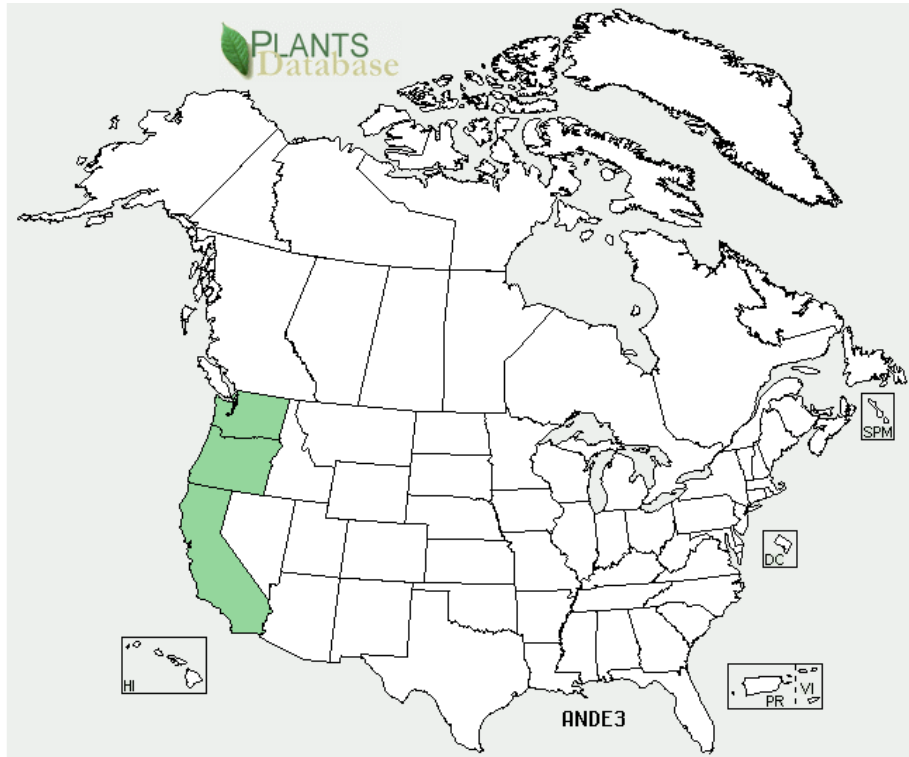 PLANTS
Database
SPM
DC
HI
PR
VI
ANDE3